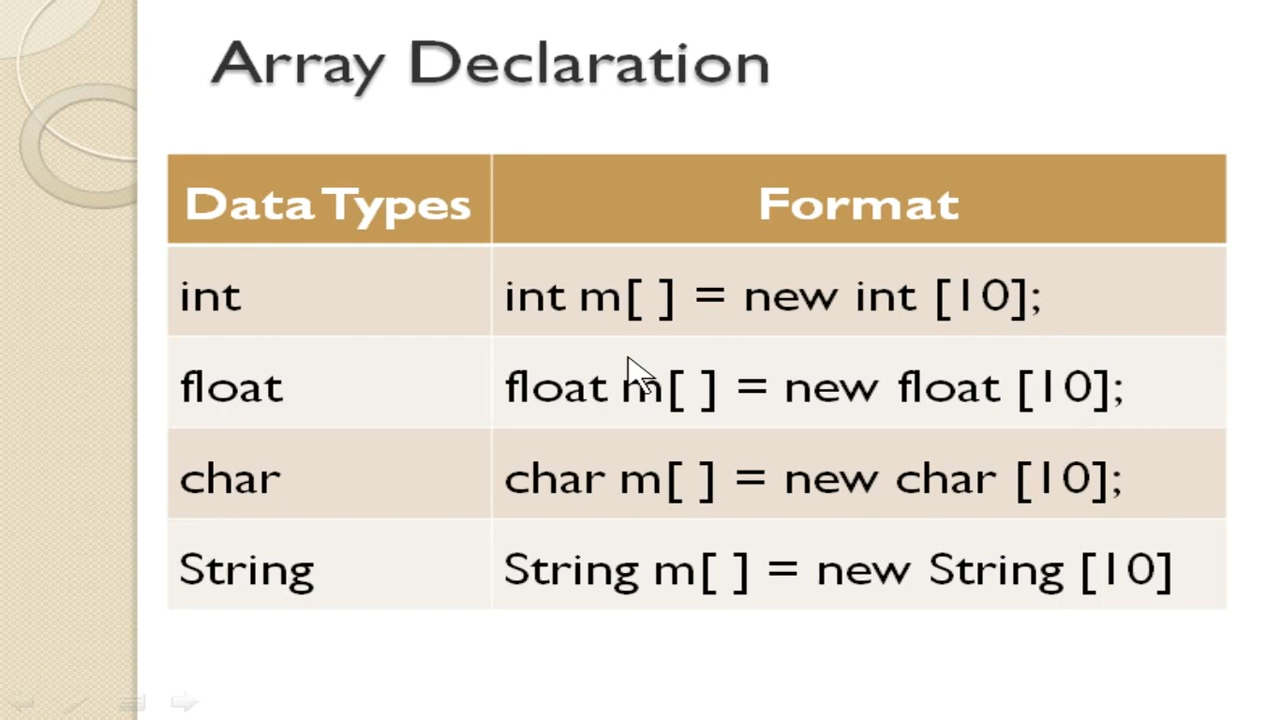 Array Declaration
Data Types Format
int int m[ ] = new int [10];
float float m[ ] = new float [10];
char char m[ ] = new char [10];
String String m[ ] = new String [10]